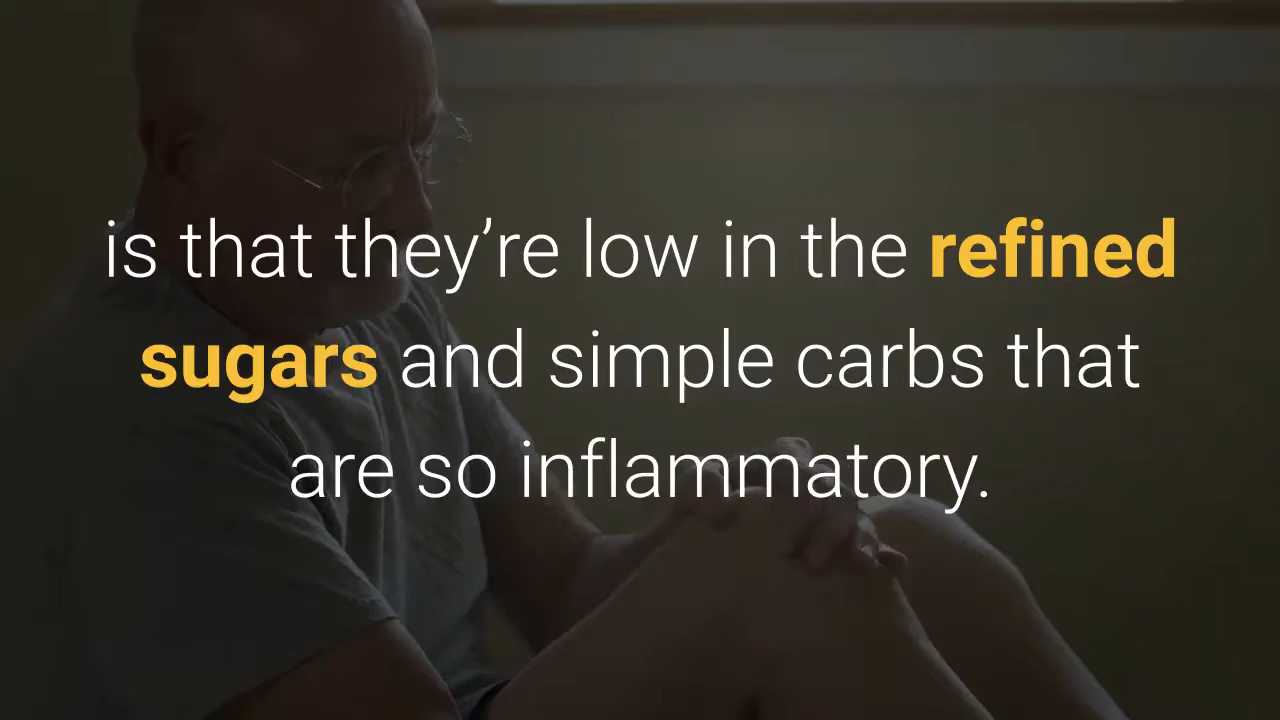 is that they’re low in the refined
sugars and simple carbs that
are so inflammatory.